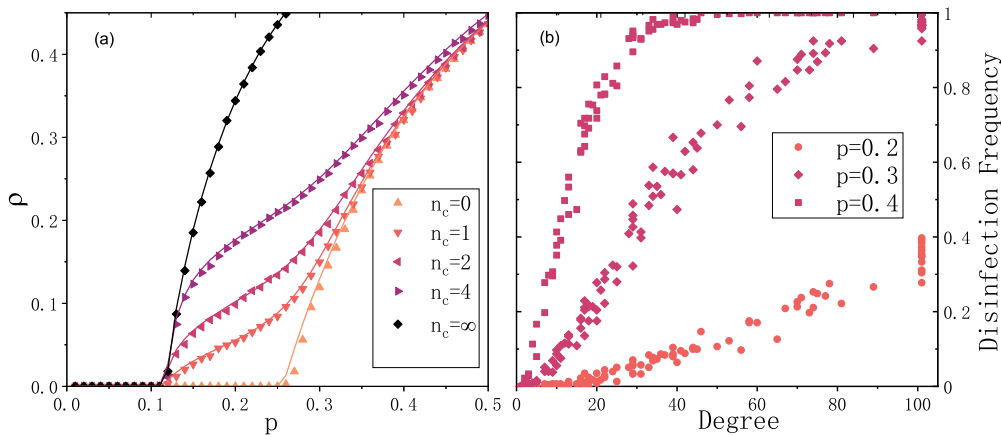 (a)
ρ
0.4
0.3
0.2
0.1
0.0
0.0 0.1 0.2 0.3 0.4 0.5
p
n_c=0
n_c=1
n_c=2
n_c=4
n_c=∞
(b)
p=0.2
p=0.3
p=0.4
0 20 40 60 80 100
Degree
1
0.8
0.6
0.4
0.2
0
Disinfection Frequency